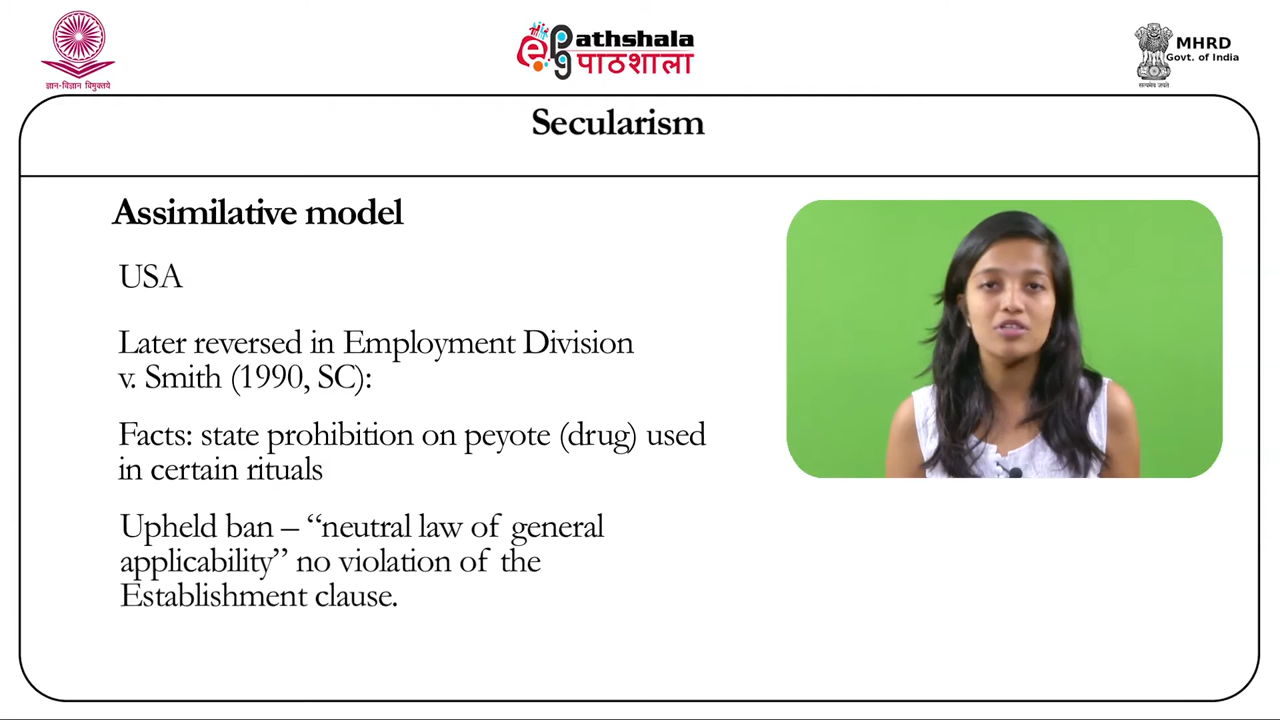 ज्ञान-विज्ञान विमुक्तये
epg Pathshala
पाठशाला
MHRD
Govt. of India
सत्यमेव जयते
Secularism
Assimilative model
USA
Later reversed in Employment Division
v. Smith (1990, SC):
Facts: state prohibition on peyote (drug) used
in certain rituals
Upheld ban – “neutral law of general
applicability” no violation of the
Establishment clause.